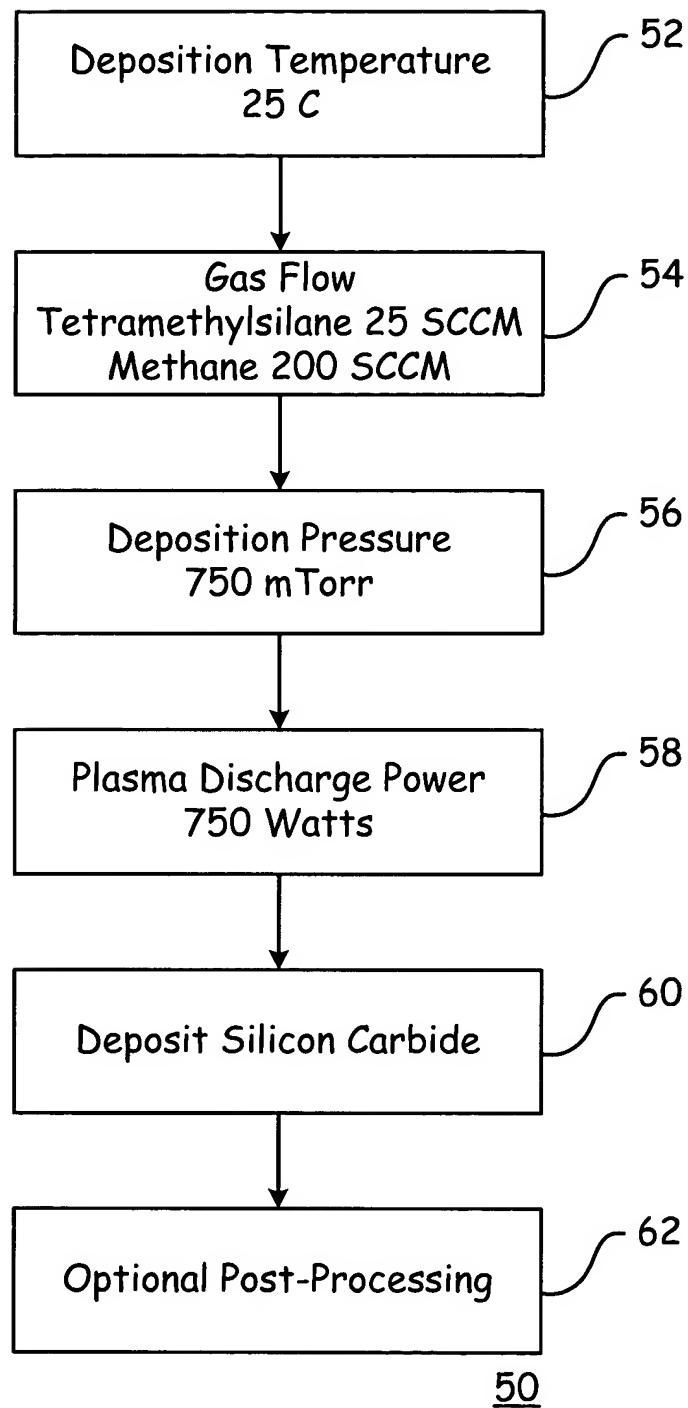 Deposition Temperature
25 C
52
Gas Flow
Tetramethylsilane 25 SCCM
Methane 200 SCCM
54
Deposition Pressure
750 mTorr
56
Plasma Discharge Power
750 Watts
58
Deposit Silicon Carbide
60
Optional Post-Processing
62
50